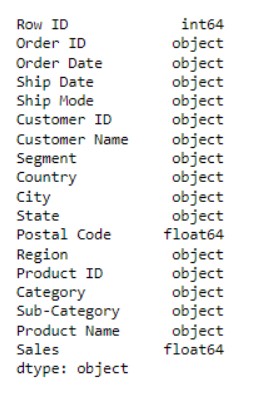 Row ID int64
Order ID object
Order Date object
Ship Date object
Ship Mode object
Customer ID object
Customer Name object
Segment object
Country object
City object
State object
Postal Code float64
Region object
Product ID object
Category object
Sub-Category object
Product Name object
Sales float64
dtype: object